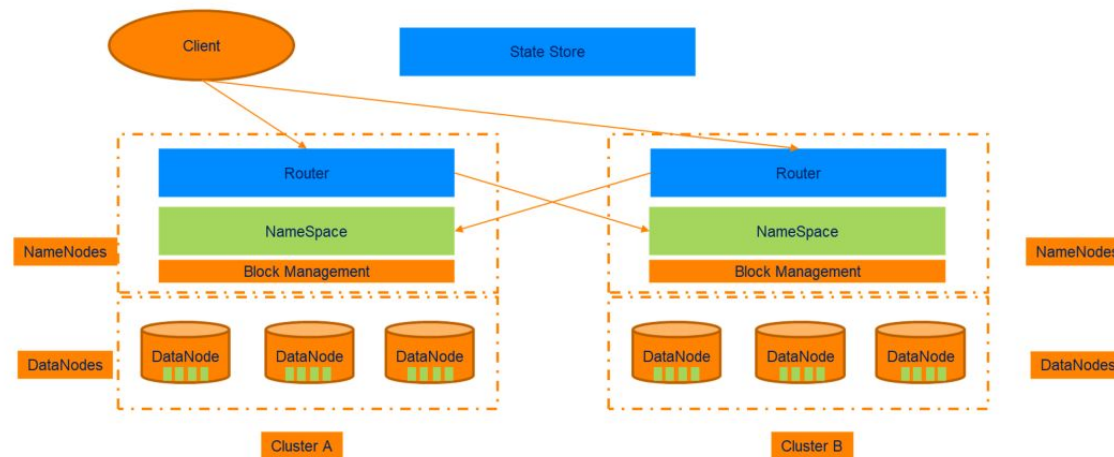 Client
State Store
Router
Router
NameSpace
NameSpace
NameNodes
NameNodes
Block Management
Block Management
DataNode
DataNode
DataNode
DataNode
DataNode
DataNode
DataNodes
DataNodes
Cluster A
Cluster B